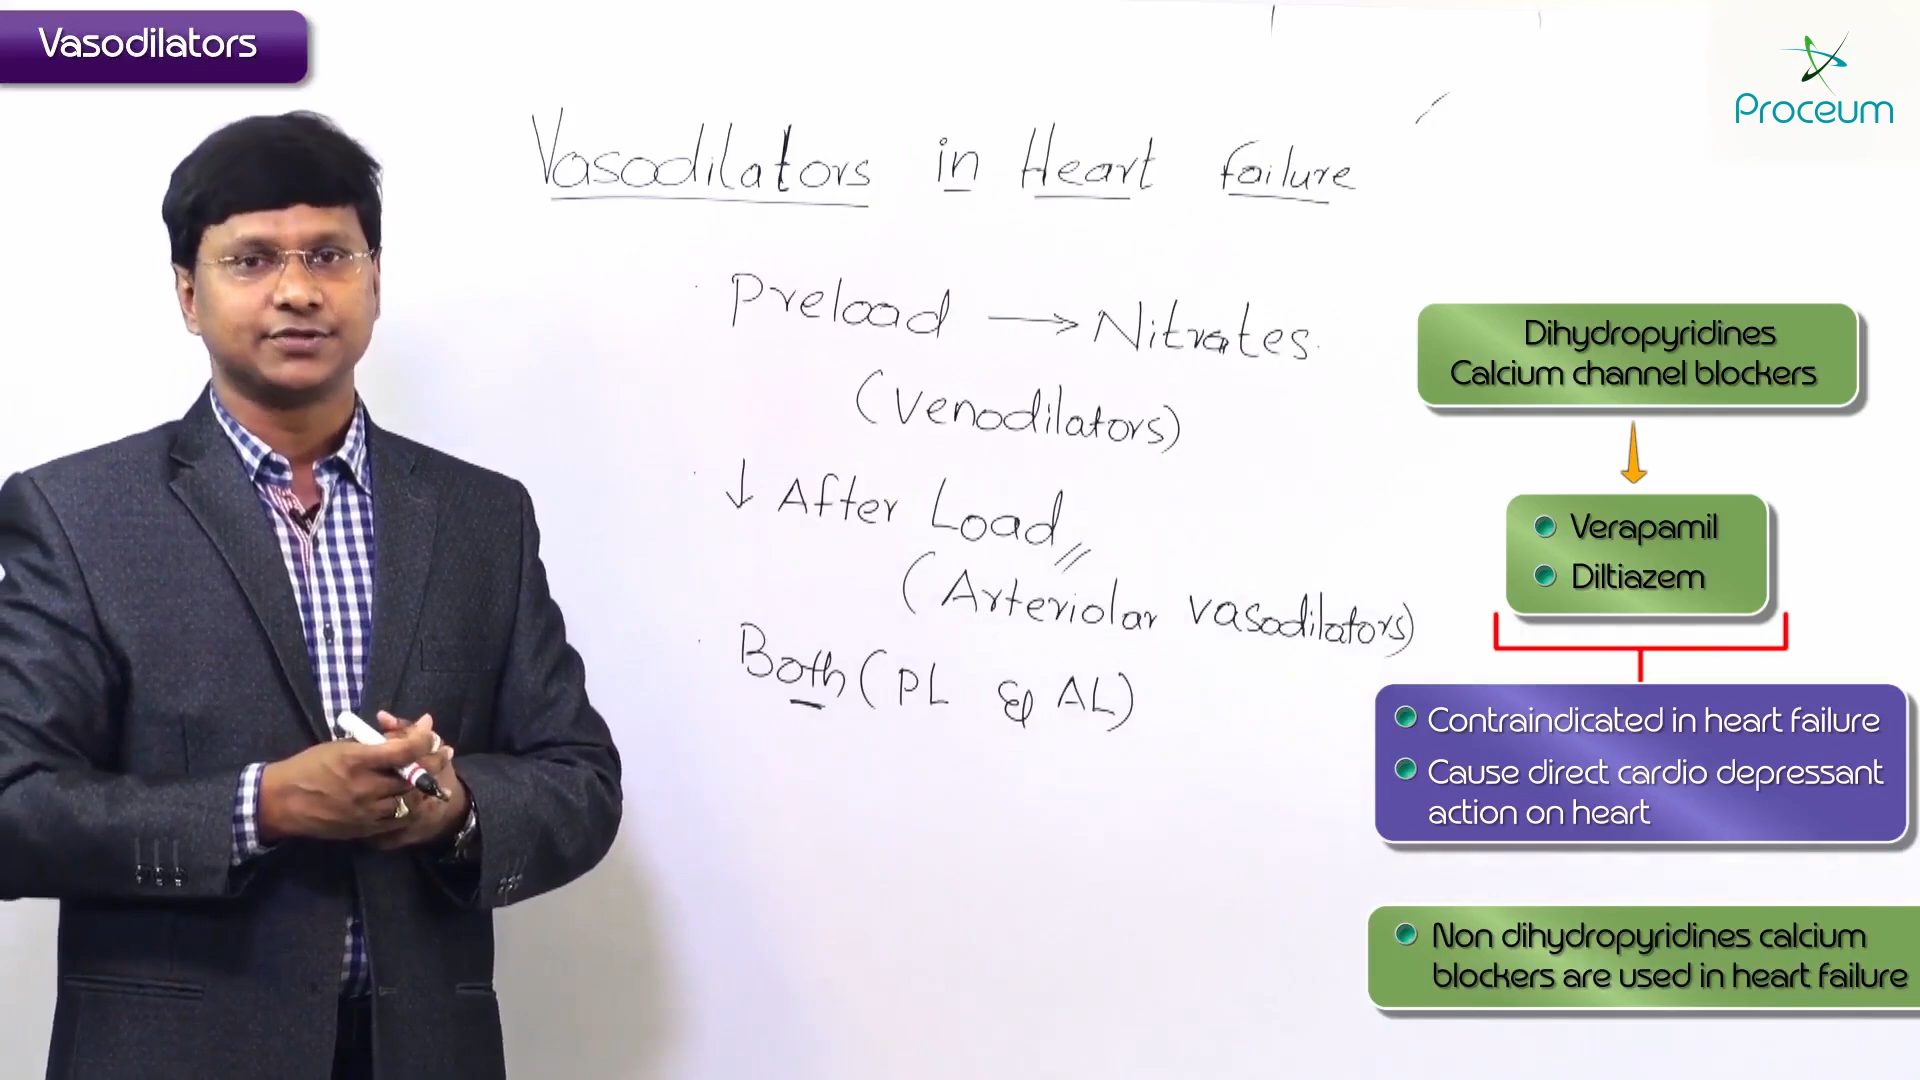 Vasodilators
Proceum
Vasodilators in Heart failure
Preload → Nitrates
(Venodilators)
↓ After Load
(Arteriolar vasodilators)
Both (PL & AL)
Dihydropyridines
Calcium channel blockers
Verapamil
Diltiazem
Contraindicated in heart failure
Cause direct cardio depressant
action on heart
Non dihydropyridines calcium
blockers are used in heart failure